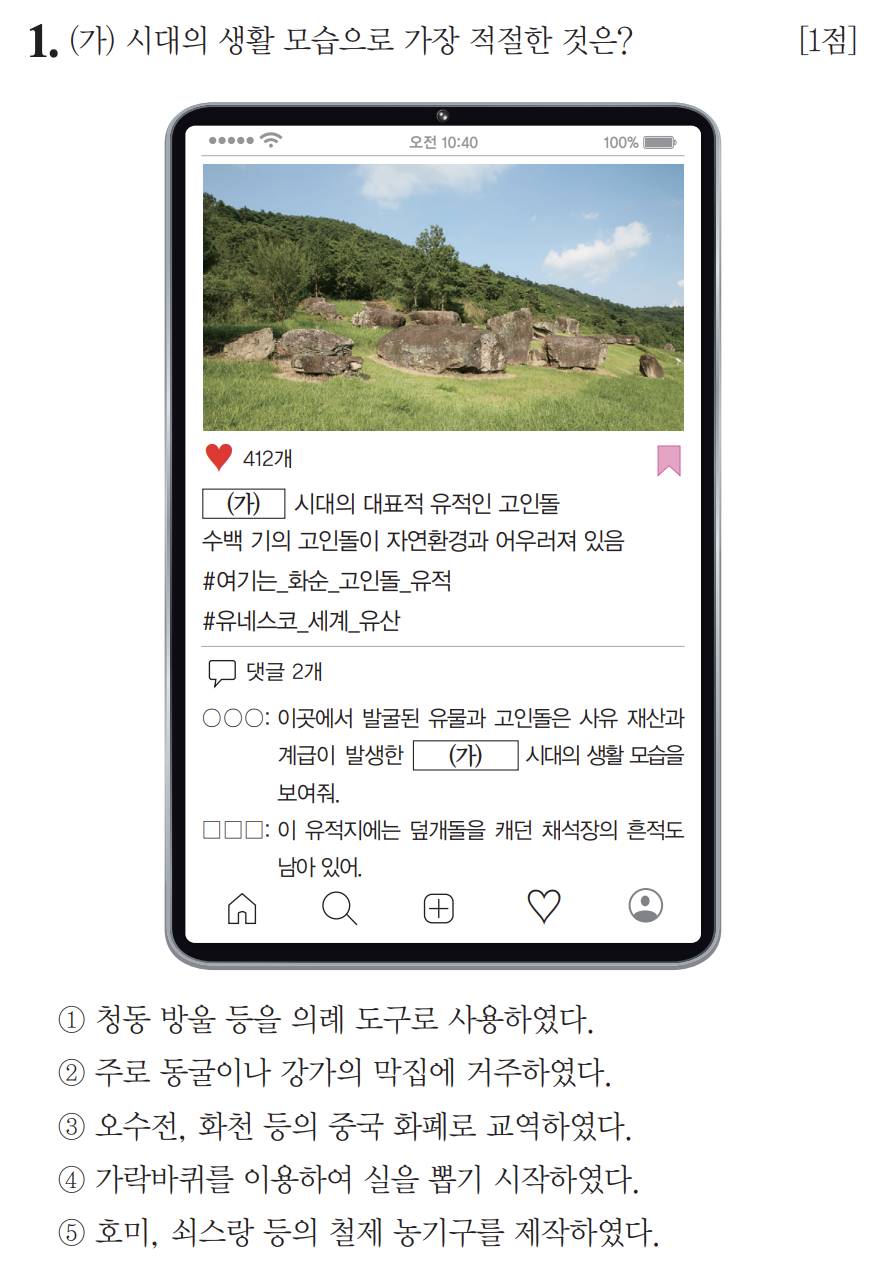 1. (가) 시대의 생활 모습으로 가장 적절한 것은? [1점]
오전 10:40 100%
412개
(가) 시대의 대표적 유적인 고인돌
수백 기의 고인돌이 자연환경과 어우러져 있음
#여기는_화순_고인돌_유적
#유네스코_세계_유산
댓글 2개
○○○: 이곳에서 발굴된 유물과 고인돌은 사유 재산과
계급이 발생한 (가) 시대의 생활 모습을
보여줘.
□□□: 이 유적지에는 덮개돌을 캐던 채석장의 흔적도
남아 있어.
① 청동 방울 등을 의례 도구로 사용하였다.
② 주로 동굴이나 강가의 막집에 거주하였다.
③ 오수전, 화천 등의 중국 화폐로 교역하였다.
④ 가락바퀴를 이용하여 실을 뽑기 시작하였다.
⑤ 호미, 쇠스랑 등의 철제 농기구를 제작하였다.